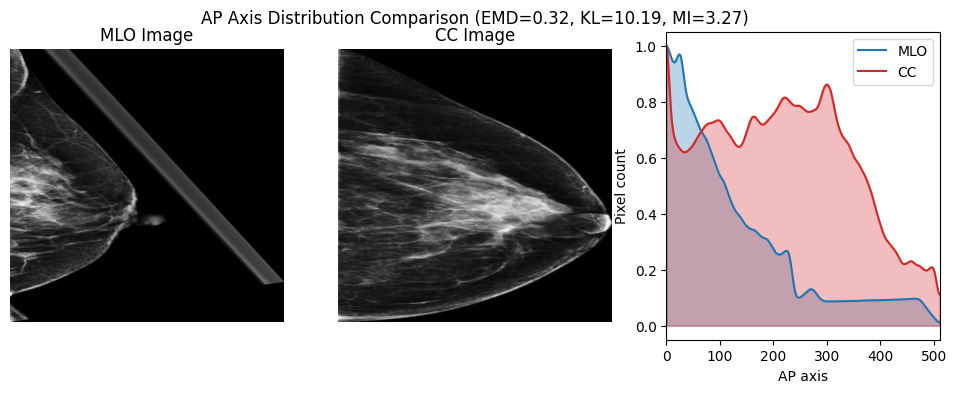 AP Axis Distribution Comparison (EMD=0.32, KL=10.19, MI=3.27)
MLO Image
CC Image
MLO
CC
Pixel count
1.0
0.8
0.6
0.4
0.2
0.0
0 100 200 300 400 500
AP axis